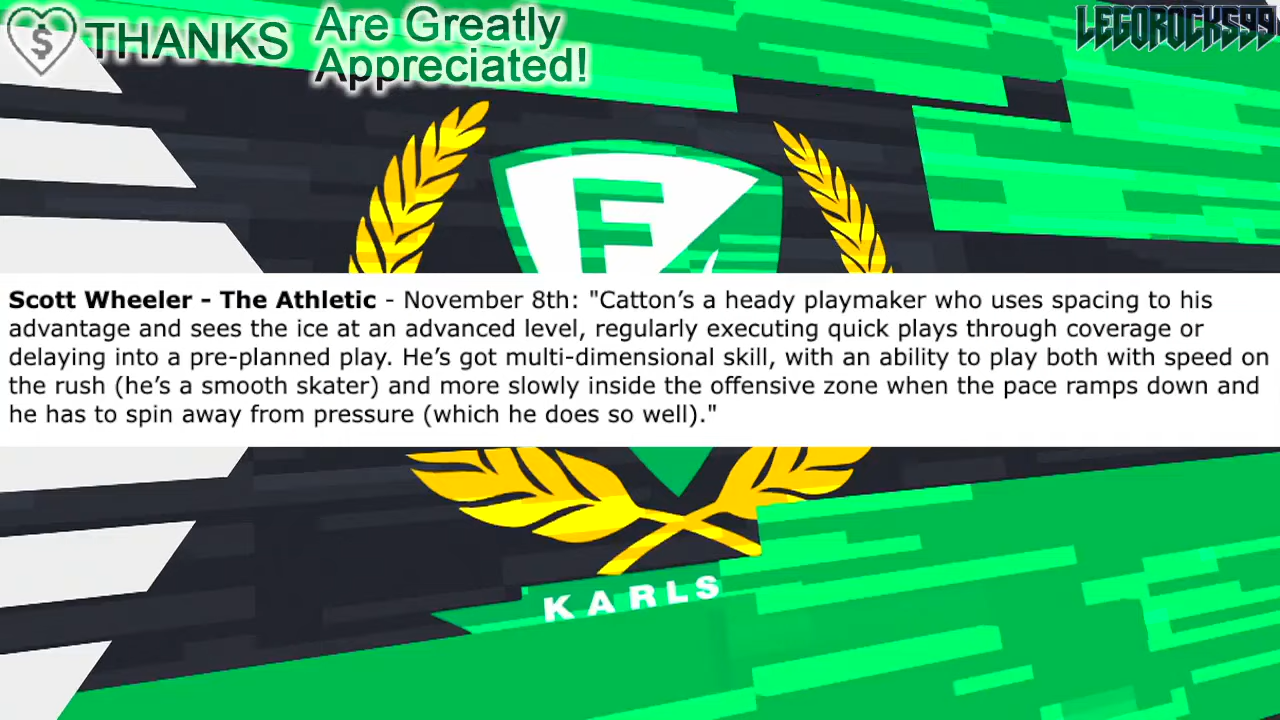 THANKS
Are Greatly
Appreciated!
LEGOROCKS99
F
Scott Wheeler - The Athletic - November 8th: "Catton’s a heady playmaker who uses spacing to his
advantage and sees the ice at an advanced level, regularly executing quick plays through coverage or
delaying into a pre-planned play. He’s got multi-dimensional skill, with an ability to play both with speed on
the rush (he’s a smooth skater) and more slowly inside the offensive zone when the pace ramps down and
he has to spin away from pressure (which he does so well)."
KARLS